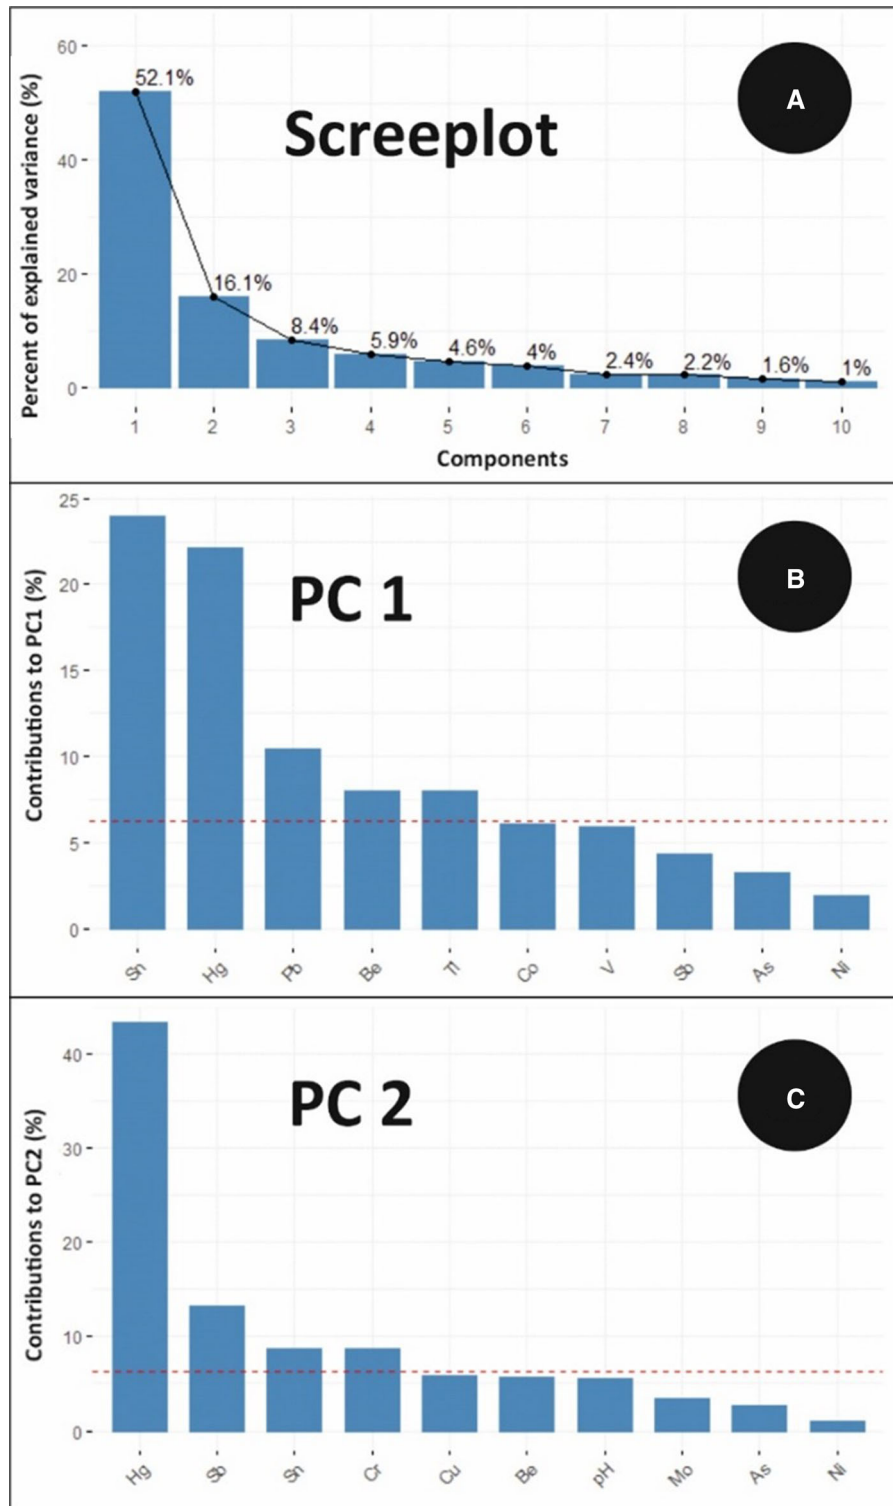 60
52.1%
A
Screeplot
40
20
16.1%
8.4%
5.9%
4.6%
4%
2.4%
2.2%
1.6%
1%
0
Percent of explained variance (%)
1 2 3 4 5 6 7 8 9 10
Components
25
B
PC 1
20
15
10
5
0
Contributions to PC1 (%)
Sn Hg Pb Be Tl Co V Sb As Ni
40
C
PC 2
30
20
10
0
Contributions to PC2 (%)
Hg Sb Sn Cr Cu Be pH Mo As Ni